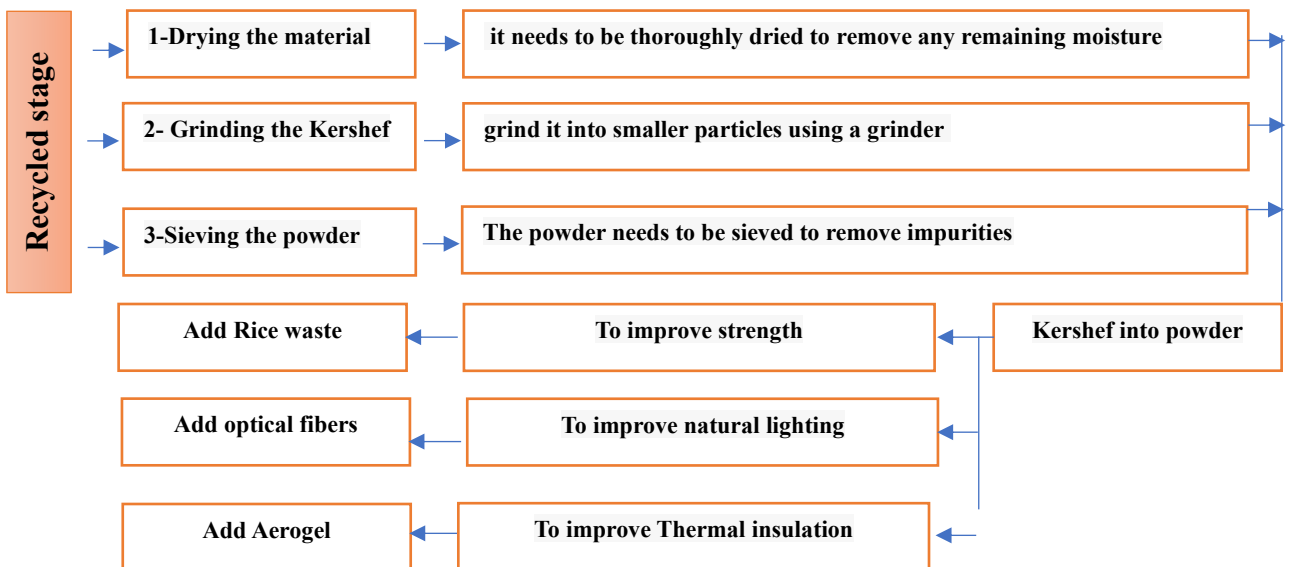 Recycled stage
1-Drying the material
it needs to be thoroughly dried to remove any remaining moisture
2- Grinding the Kershef
grind it into smaller particles using a grinder
3-Sieving the powder
The powder needs to be sieved to remove impurities
Kershef into powder
To improve strength
Add Rice waste
To improve natural lighting
Add optical fibers
To improve Thermal insulation
Add Aerogel